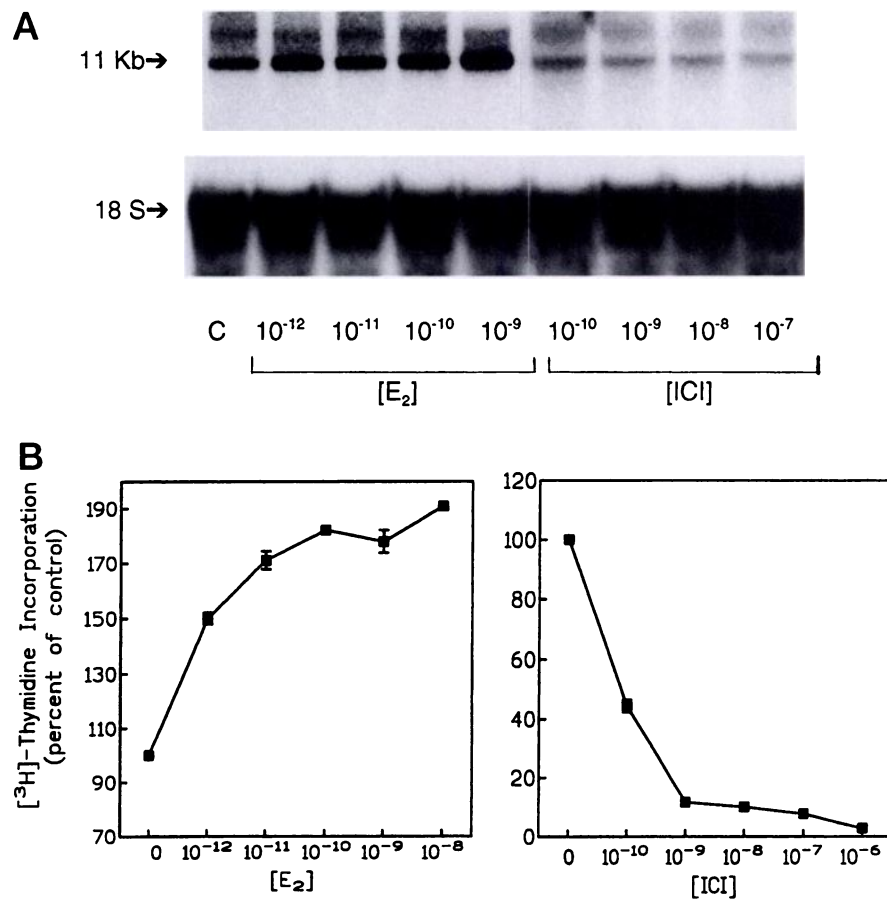 A
11 Kb→
18 S→
C 10⁻¹² 10⁻¹¹ 10⁻¹⁰ 10⁻⁹ 10⁻¹⁰ 10⁻⁹ 10⁻⁸ 10⁻⁷
[E₂] [ICI]
B
[³H]-Thymidine Incorporation
(percent of control)
190
170
150
130
110
90
70
0 10⁻¹² 10⁻¹¹ 10⁻¹⁰ 10⁻⁹ 10⁻⁸
[E₂]
120
100
80
60
40
20
0
0 10⁻¹⁰ 10⁻⁹ 10⁻⁸ 10⁻⁷ 10⁻⁶
[ICI]